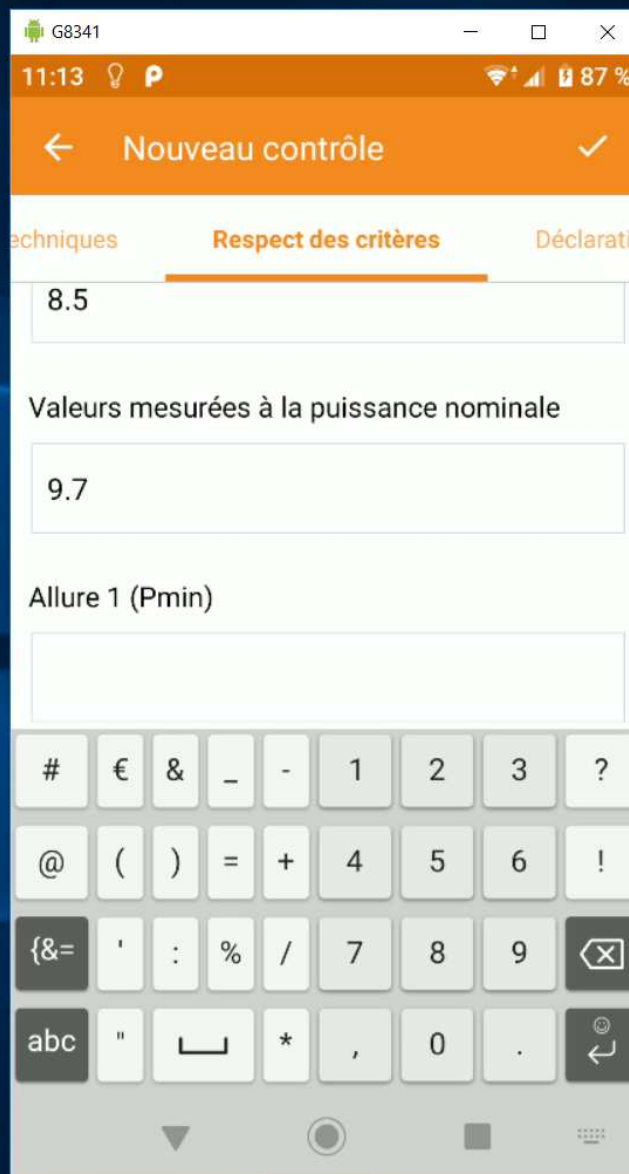 G8341
11:13 87 %
Nouveau contrôle
echniques Respect des critères Déclarati
8.5
Valeurs mesurées à la puissance nominale
9.7
Allure 1 (Pmin)
# € & _ - 1 2 3 ?
@ ( ) = + 4 5 6 !
{&= ' : % / 7 8 9
abc " * , 0 .